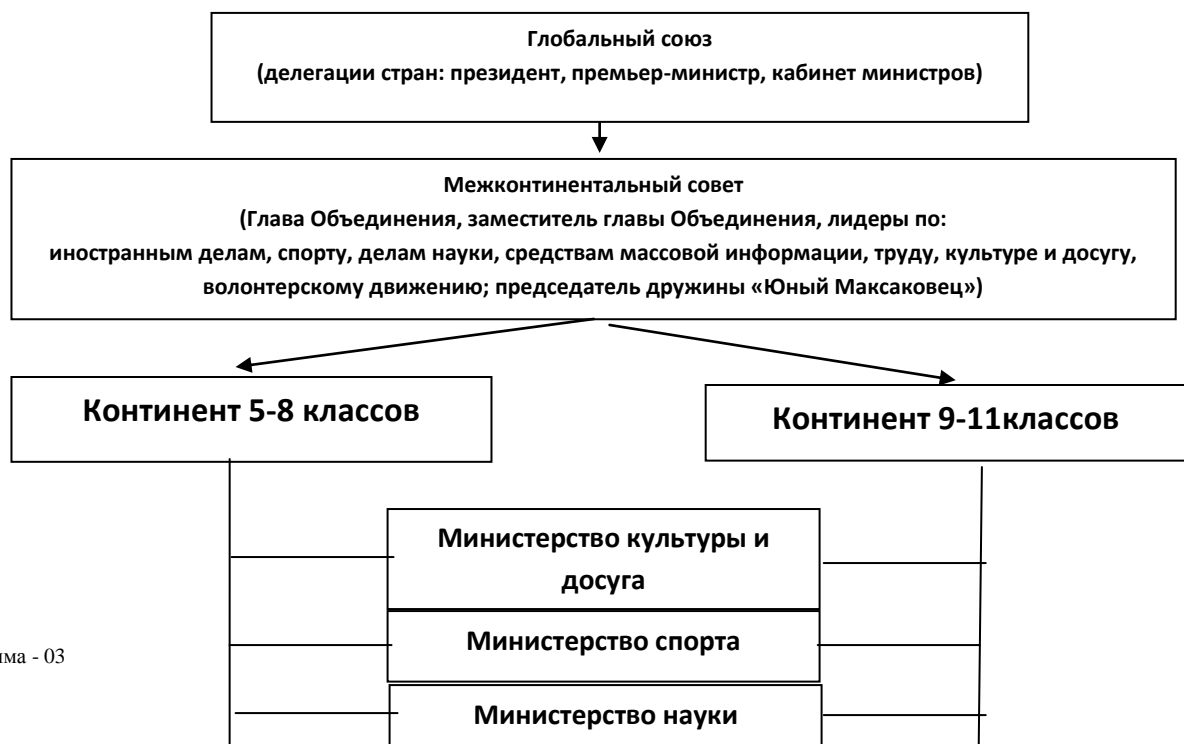 Глобальный союз
(делегации стран: президент, премьер-министр, кабинет министров)
Межконтинентальный совет
(Глава Объединения, заместитель главы Объединения, лидеры по:
иностранным делам, спорту, делам науки, средствам массовой информации, труду, культуре и досугу,
волонтерскому движению; председатель дружины «Юный Максаковец»)
Континент 5-8 классов
Континент 9-11классов
Министерство культуры и
досуга
Министерство спорта
Министерство науки
- 03